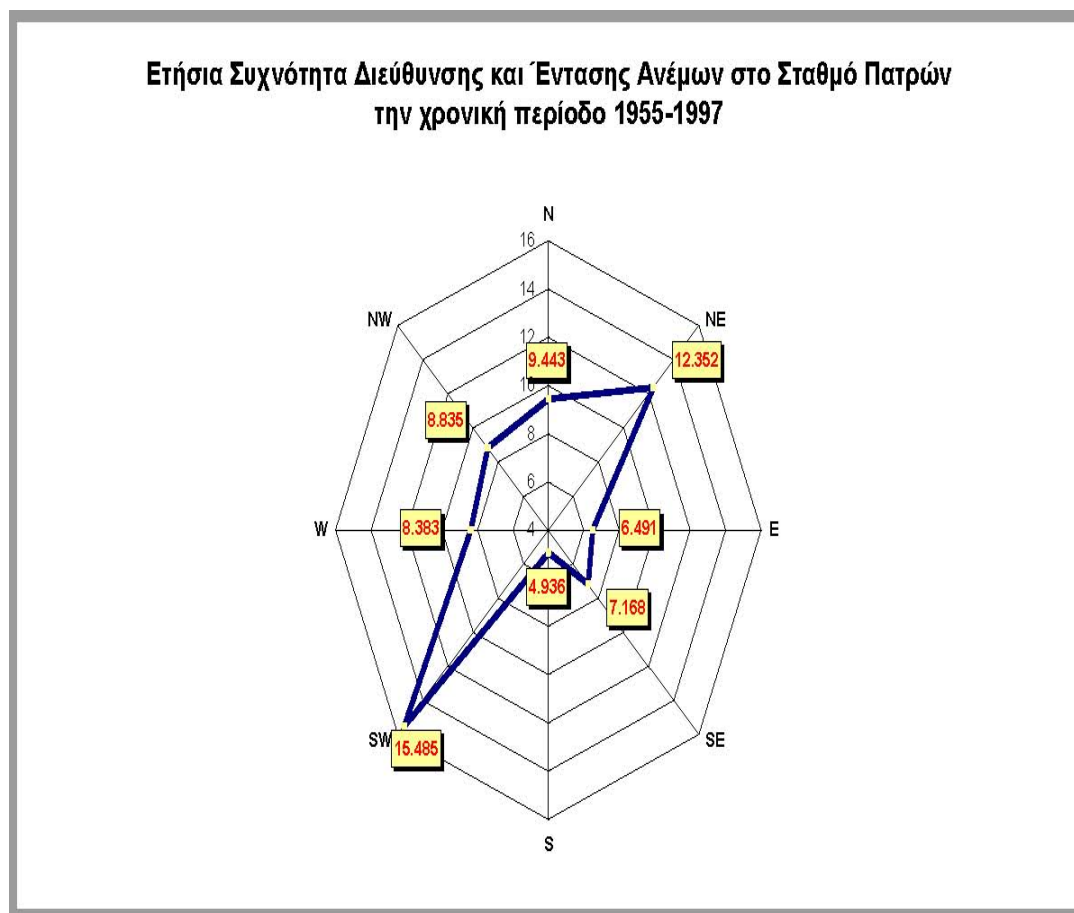 Ετήσια Συχνότητα Διεύθυνσης και Έντασης Ανέμων στο Σταθμό Πατρών
την χρονική περίοδο 1955-1997
N
16
14
NW
NE
12
9.443
12.352
10
8.835
8
6
W
8.383
4
6.491
E
4.936
7.168
SW
15.485
SE
S